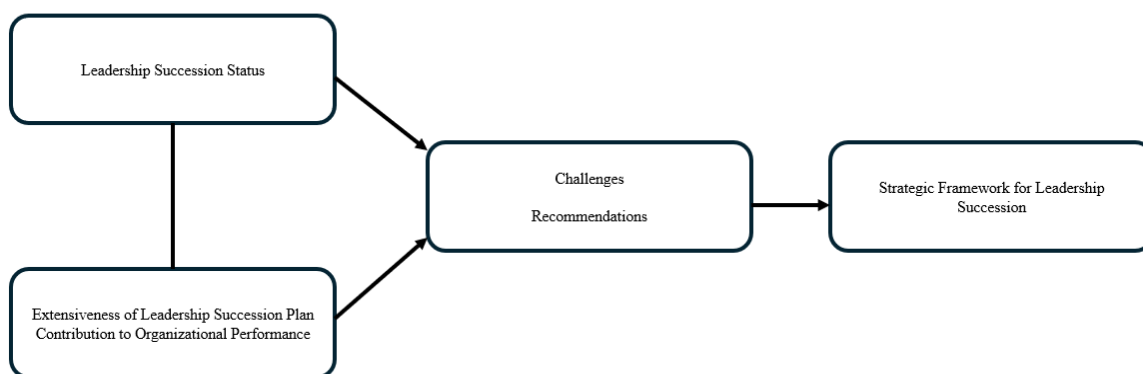 Leadership Succession Status
Challenges
Recommendations
Strategic Framework for Leadership
Succession
Extensiveness of Leadership Succession Plan
Contribution to Organizational Performance